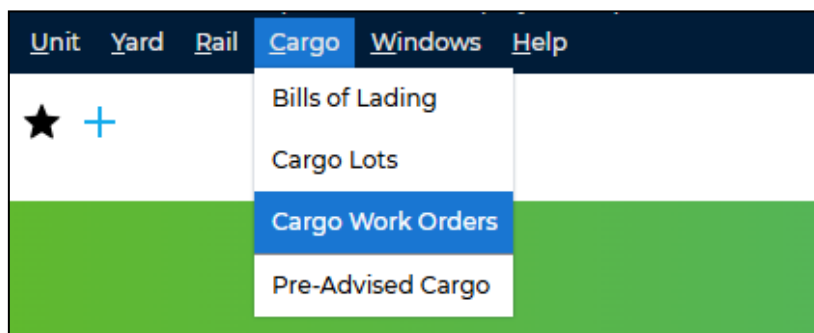 Unit Yard Rail Cargo Windows Help
Bills of Lading
Cargo Lots
Cargo Work Orders
Pre-Advised Cargo